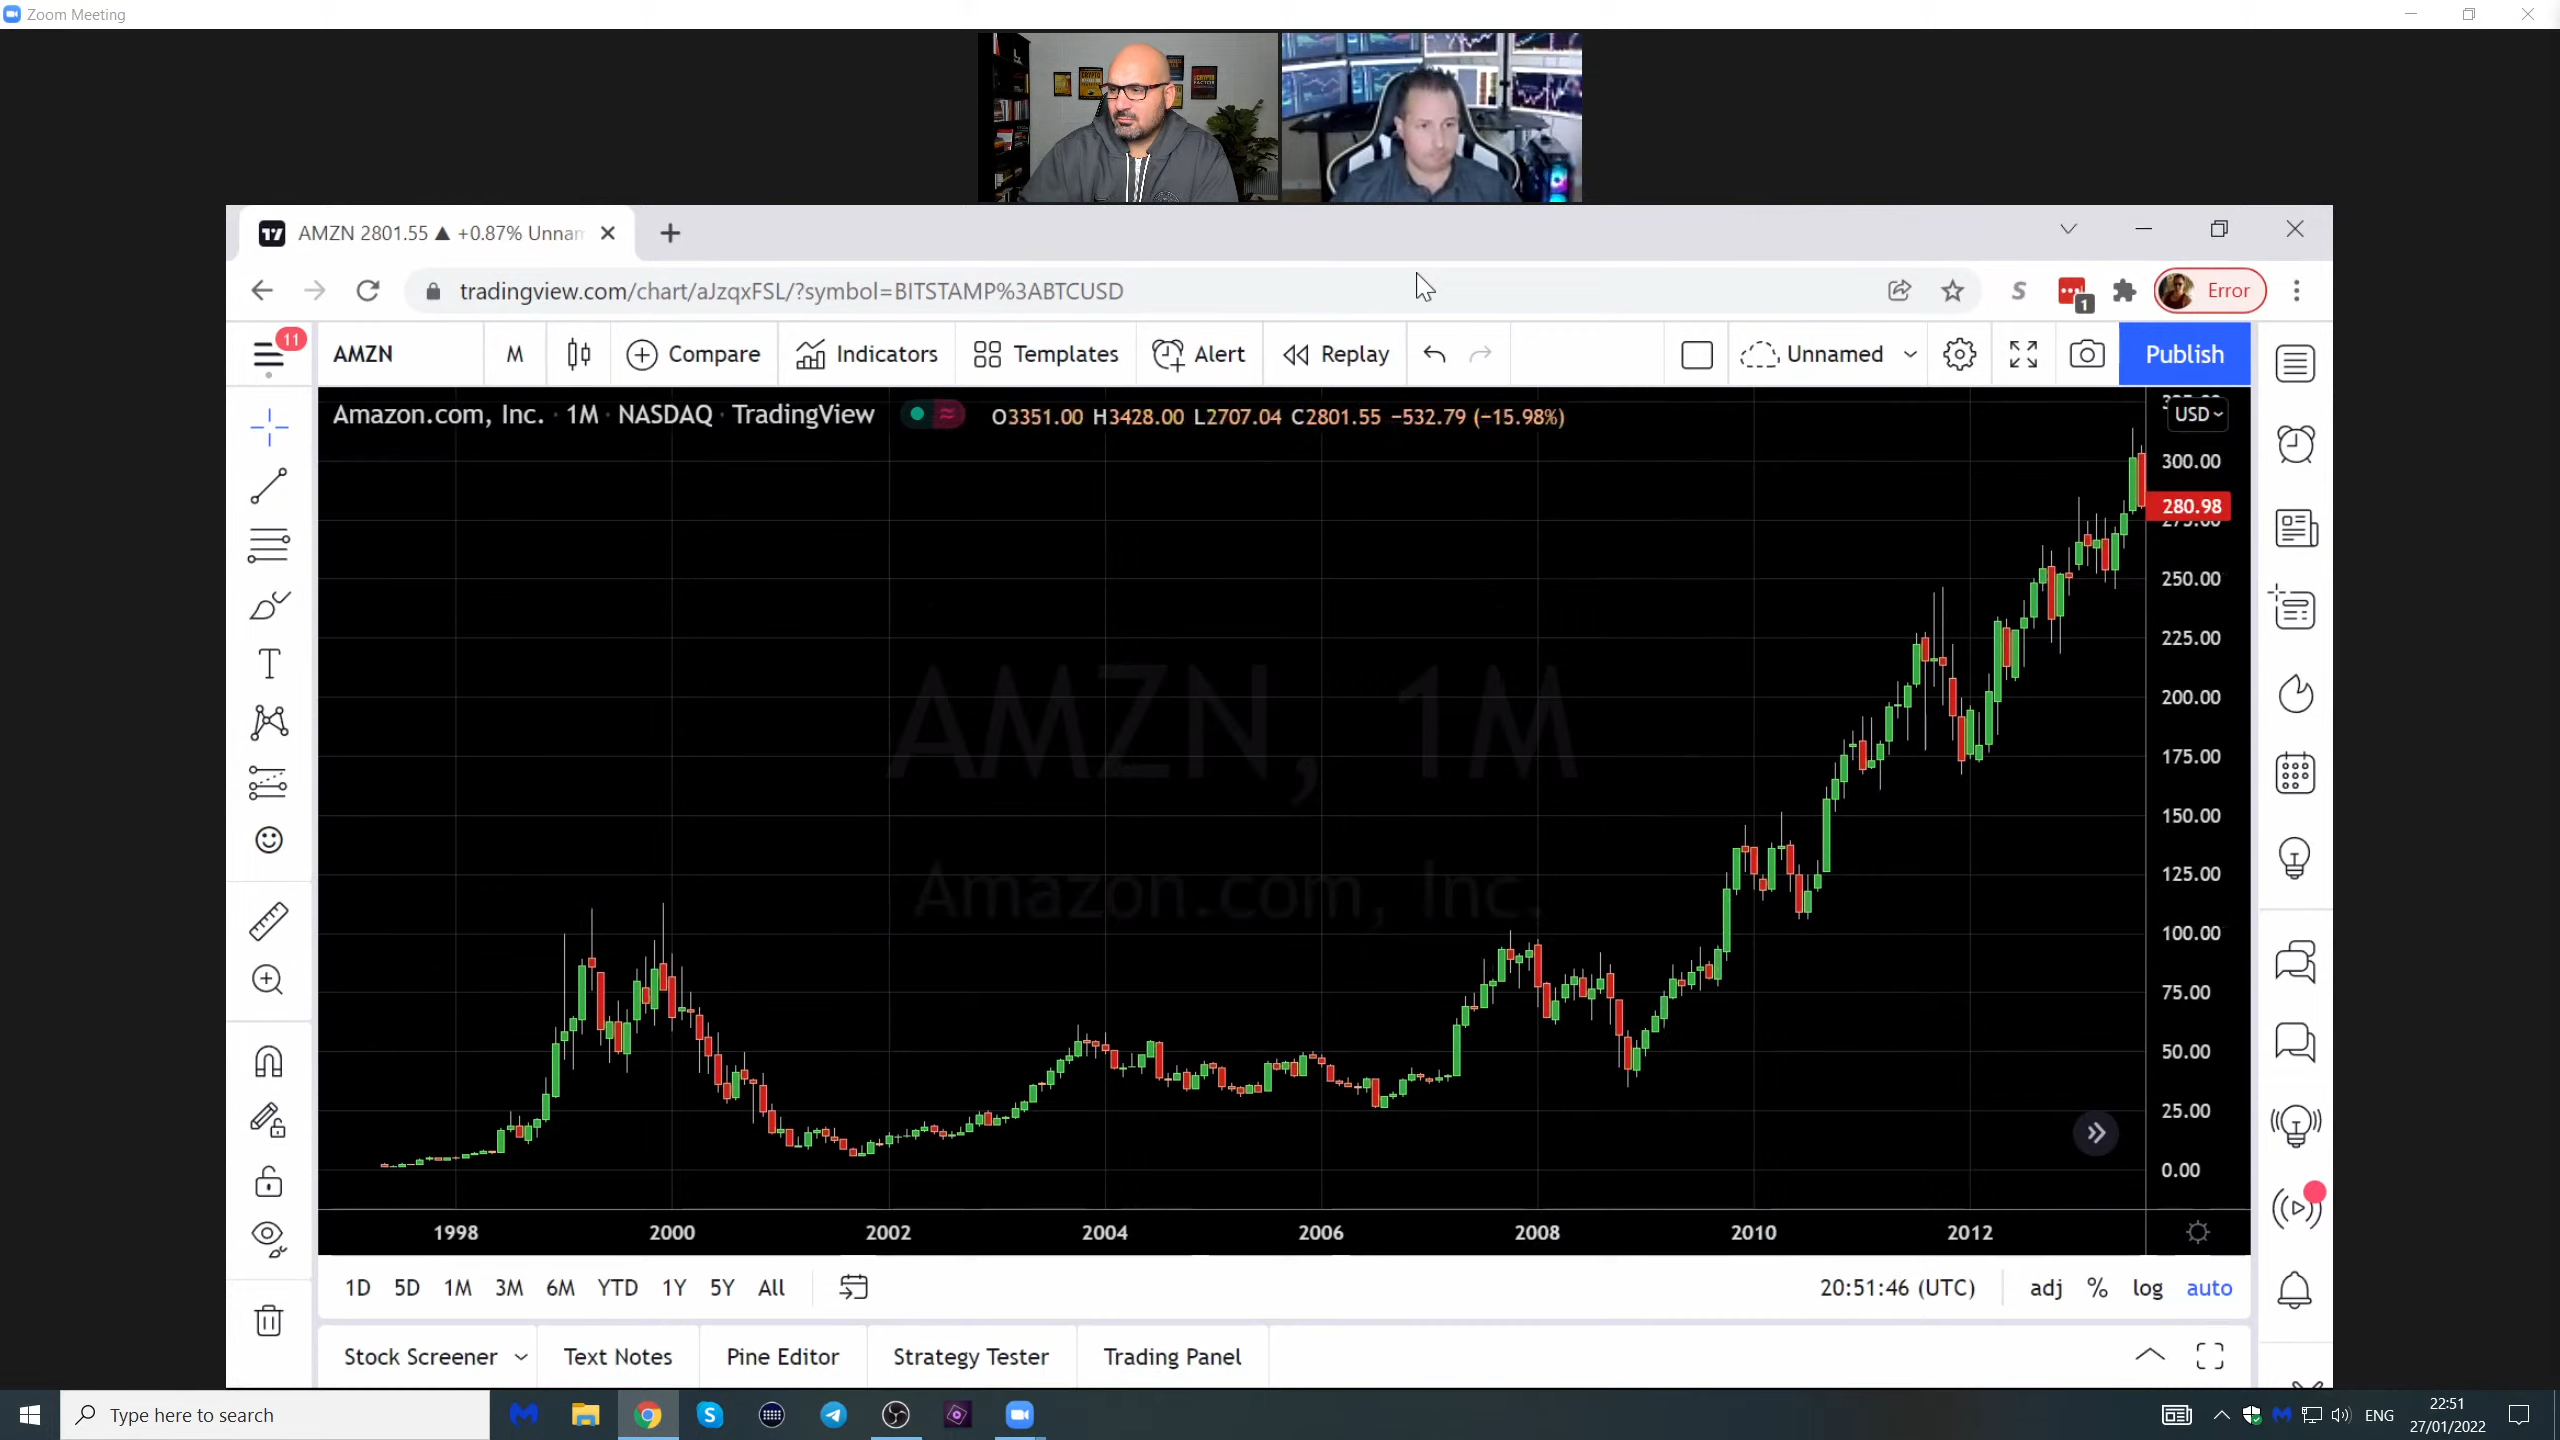 Zoom Meeting
CRYPTO
CRYPTO
FACTOR
AMZN 2801.55 ▲ +0.87% Unnan
tradingview.com/chart/aJzqxFSL/?symbol=BITSTAMP%3ABTCUSD
1
Error
11
AMZN
M
Compare
Indicators
Templates
Alert
Replay
Unnamed
Publish
Amazon.com, Inc. · 1M · NASDAQ · TradingView
O3351.00 H3428.00 L2707.04 C2801.55 −532.79 (−15.98%)
USD
300.00
280.98
275.00
250.00
225.00
200.00
175.00
150.00
125.00
100.00
75.00
50.00
25.00
0.00
AMZN, 1M
Amazon.com, Inc.
1998 2000 2002 2004 2006 2008 2010 2012
1D 5D 1M 3M 6M YTD 1Y 5Y All
20:51:46 (UTC)
adj % log auto
Stock Screener
Text Notes
Pine Editor
Strategy Tester
Trading Panel
Type here to search
ENG
22:51
27/01/2022